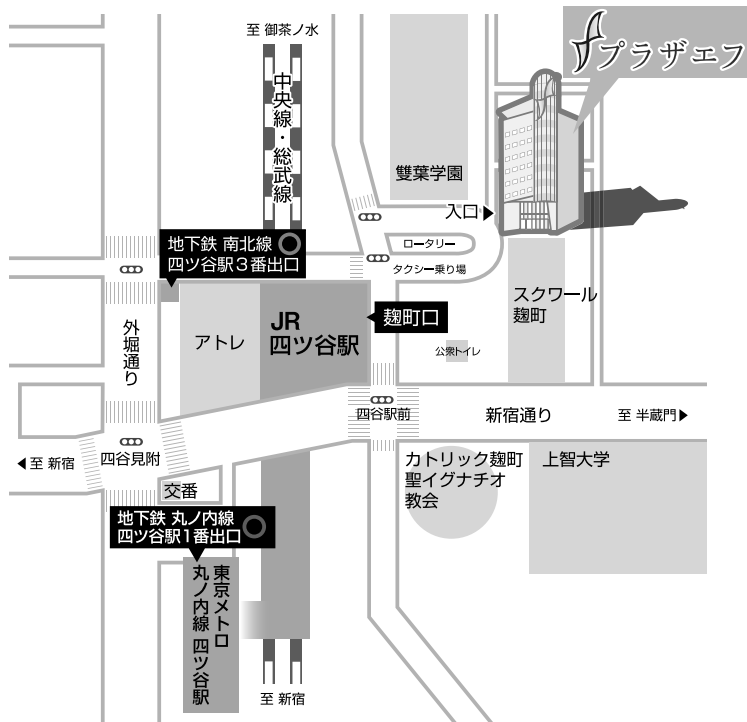 至 御茶ノ水
プラザエフ
中央線・総武線
雙葉学園
入口
ロータリー
タクシー乗り場
地下鉄 南北線
四ツ谷駅3番出口
スクワール
麹町
外堀通り
アトレ
JR
四ツ谷駅
麹町口
公衆トイレ
四谷駅前
新宿通り
至 半蔵門
至 新宿
四谷見附
カトリック麹町
聖イグナチオ
教会
上智大学
交番
地下鉄 丸ノ内線
四ツ谷駅1番出口
東京メトロ
丸ノ内線 四ツ谷駅
至 新宿